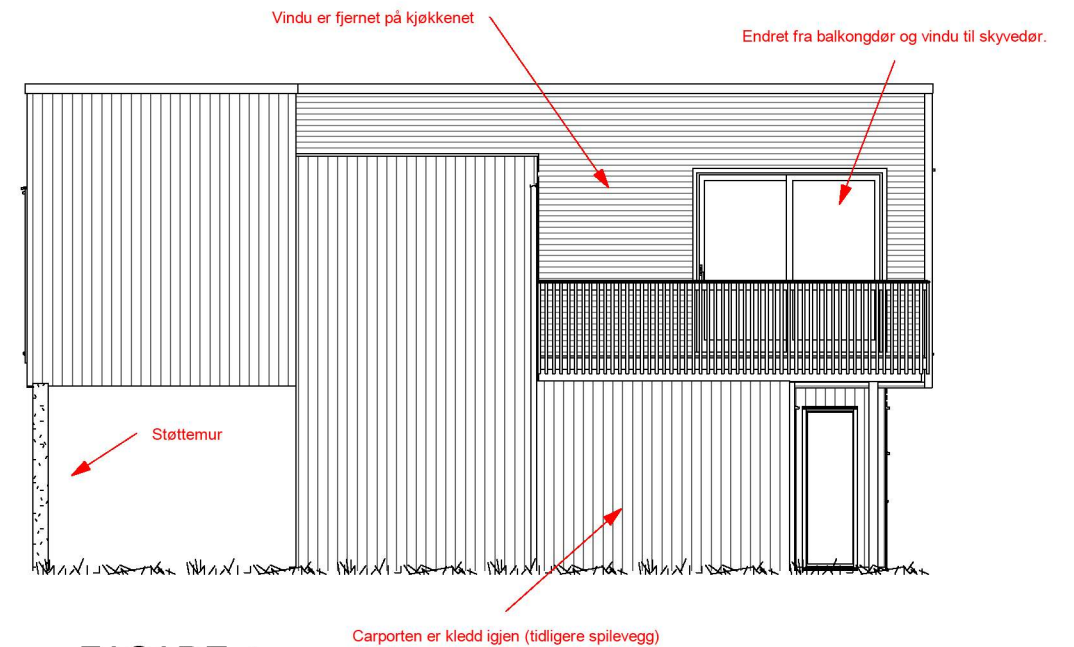 Vindu er fjernet på kjøkkenet
Endret fra balkongdør og vindu til skyvedør.
Støttemur
Carporten er kledd igjen (tidligere spilevegg)